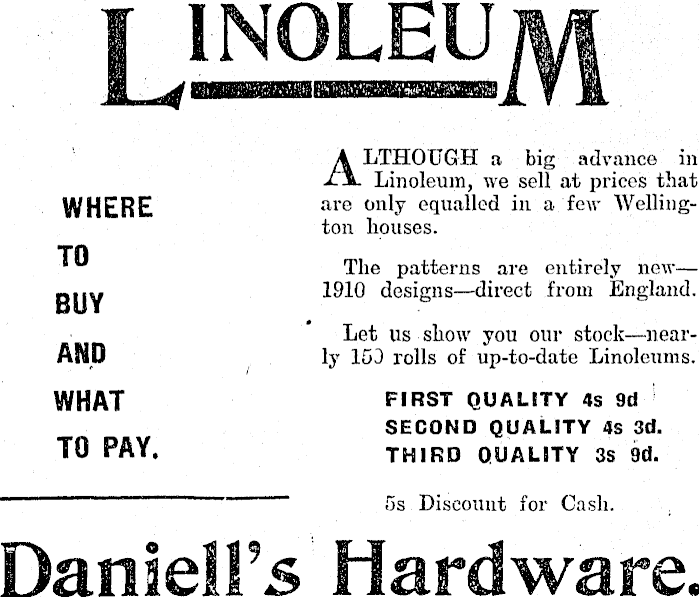 LINOLEUM
WHERE
TO
BUY
AND
WHAT
TO PAY.
ALTHOUGH a big advance in
Linoleum, we sell at prices that
are only equalled in a few Welling-
ton houses.
The patterns are entirely new—
1910 designs—direct from England.
Let us show you our stock—near-
ly 150 rolls of up-to-date Linoleums.
FIRST QUALITY 4s 9d
SECOND QUALITY 4s 3d.
THIRD QUALITY 3s 9d.
5s Discount for Cash.
Daniell's Hardware.